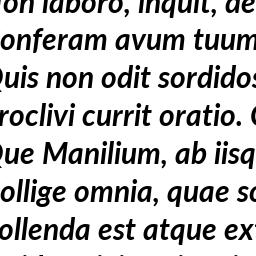 non laboro, inquit, de
onferam avum tuum
Quis non odit sordidos
roclivi currit oratio.
Que Manilium, ab iisq
ollige omnia, quae so
ollenda est atque ext